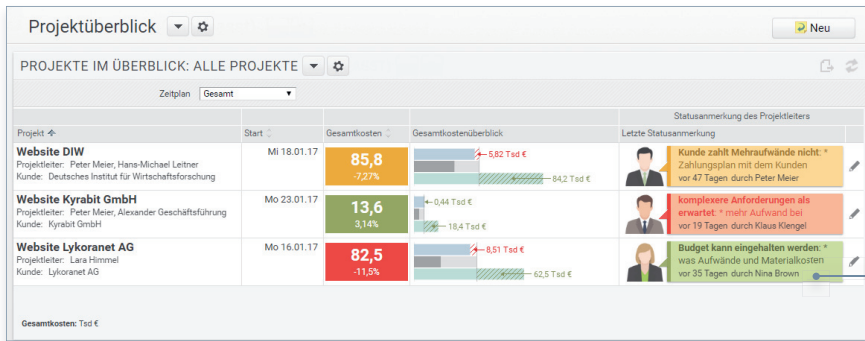 Projektüberblick
Neu
PROJEKTE IM ÜBERBLICK: ALLE PROJEKTE
Zeitplan Gesamt
Statusanmerkung des Projektleiters
Projekt Start Gesamtkosten Gesamtkostenüberblick Letzte Statusanmerkung
Website DIW
Projektleiter: Peter Meier, Hans-Michael Leitner
Kunde: Deutsches Institut für Wirtschaftsforschung
Mi 18.01.17
85,8
-7,27%
5,82 Tsd €
84,2 Tsd €
Kunde zahlt Mehraufwände nicht: *
Zahlungsplan mit dem Kunden
vor 47 Tagen durch Peter Meier
Website Kyrabit GmbH
Projektleiter: Peter Meier, Alexander Geschäftsführung
Kunde: Kyrabit GmbH
Mo 23.01.17
13,6
3,14%
0,44 Tsd €
18,4 Tsd €
komplexere Anforderungen als
erwartet: * mehr Aufwand bei
vor 19 Tagen durch Klaus Klengel
Website Lykoranet AG
Projektleiter: Lara Himmel
Kunde: Lykoranet AG
Mo 16.01.17
82,5
-11,5%
8,51 Tsd €
62,5 Tsd €
Budget kann eingehalten werden: *
was Aufwände und Materialkosten
vor 35 Tagen durch Nina Brown
Gesamtkosten: Tsd €